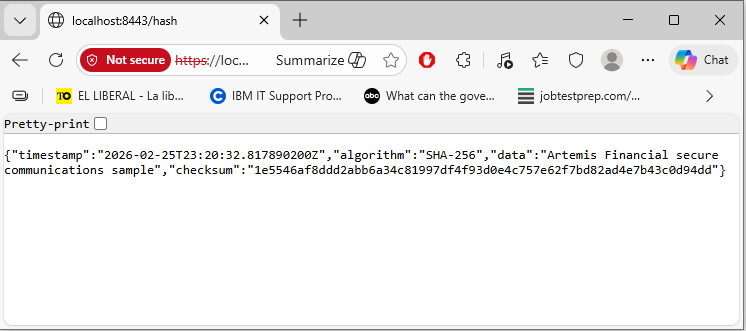 localhost:8443/hash
Not secure https://loc... Summarize
EL LIBERAL - La lib... IBM IT Support Pro... abc What can the gove... jobtestprep.com/...
Chat
Pretty-print
{"timestamp":"2026-02-25T23:20:32.817890200Z","algorithm":"SHA-256","data":"Artemis Financial secure
communications sample","checksum":"1e5546af8ddd2abb6a34c81997df4f93d0e4c757e62f7bd82ad4e7b43c0d94dd"}